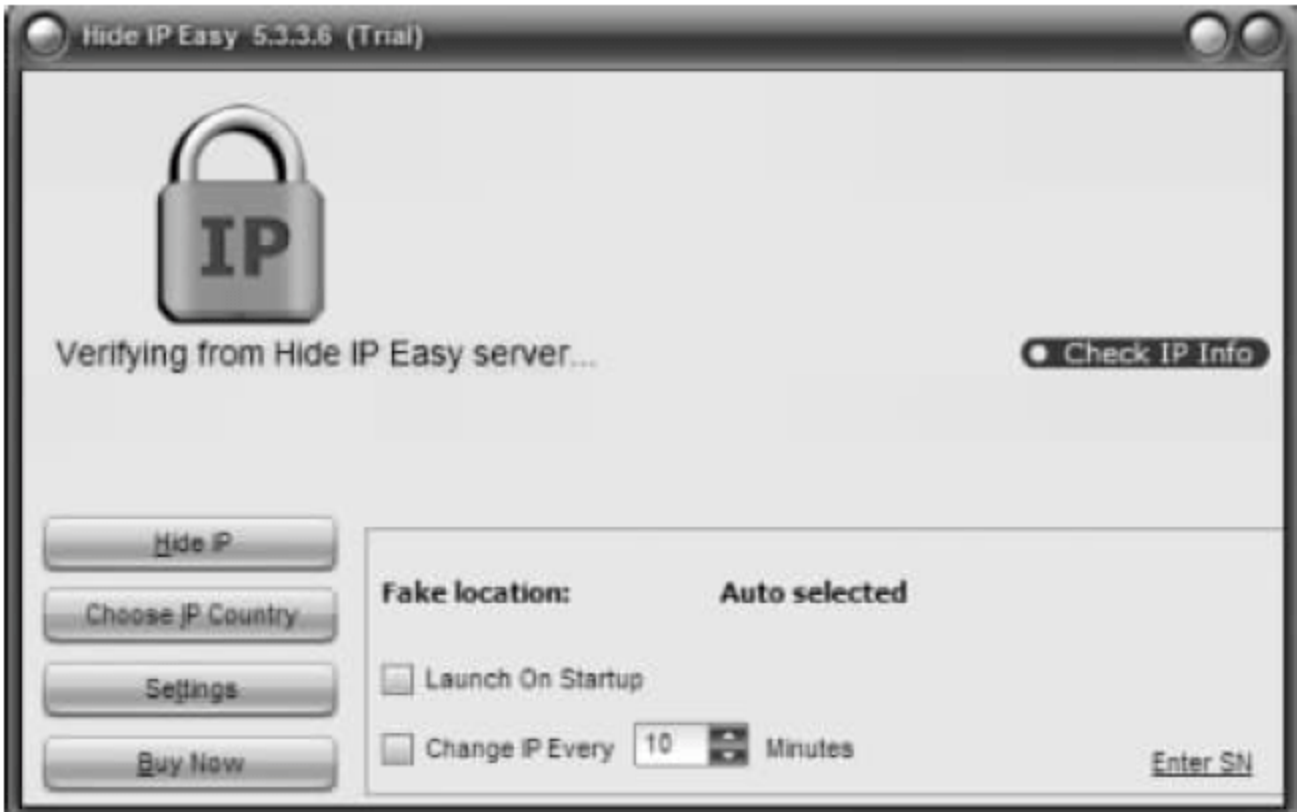 Hide IP Easy 5.3.3.6 (Trial)
IP
Verifying from Hide IP Easy server...
Check IP Info
Hide IP
Choose IP Country
Settings
Buy Now
Fake location: Auto selected
Launch On Startup
Change IP Every 10 Minutes
Enter SN